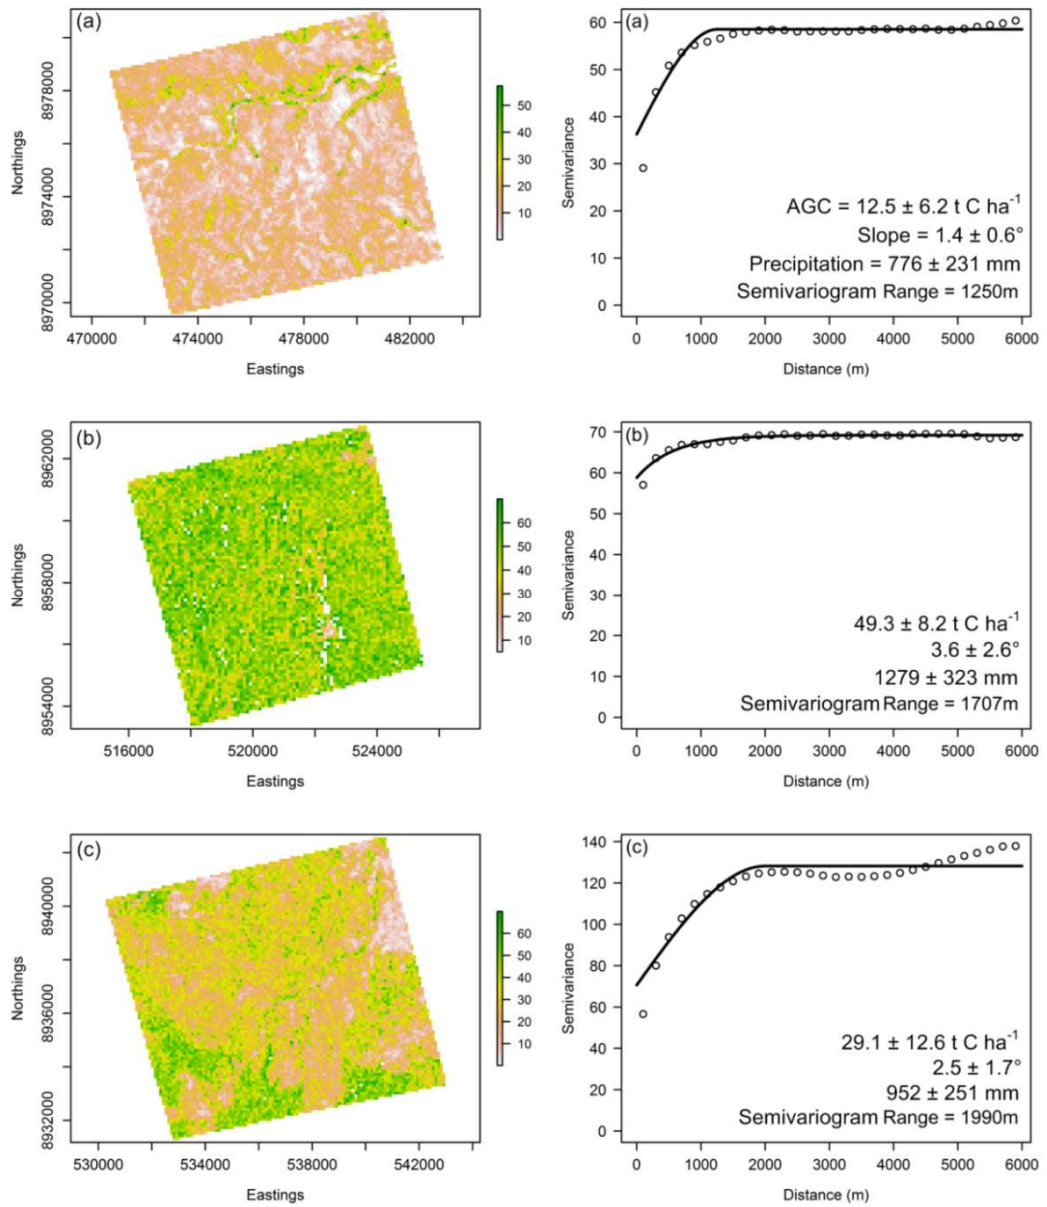 (a)
8978000
8974000
8970000
Northings
470000 474000 478000 482000
Eastings
50
40
30
20
10
(a)
60
50
40
30
20
10
0
Semivariance
AGC = 12.5 ± 6.2 t C ha⁻¹
Slope = 1.4 ± 0.6°
Precipitation = 776 ± 231 mm
Semivariogram Range = 1250m
0 1000 2000 3000 4000 5000 6000
Distance (m)
(b)
8962000
8958000
8954000
Northings
516000 520000 524000
Eastings
60
50
40
30
20
10
(b)
70
60
50
40
30
20
10
0
Semivariance
49.3 ± 8.2 t C ha⁻¹
3.6 ± 2.6°
1279 ± 323 mm
Semivariogram Range = 1707m
0 1000 2000 3000 4000 5000 6000
Distance (m)
(c)
8940000
8936000
8932000
Northings
530000 534000 538000 542000
Eastings
60
50
40
30
20
10
(c)
140
120
100
80
60
40
20
0
Semivariance
29.1 ± 12.6 t C ha⁻¹
2.5 ± 1.7°
952 ± 251 mm
Semivariogram Range = 1990m
0 1000 2000 3000 4000 5000 6000
Distance (m)